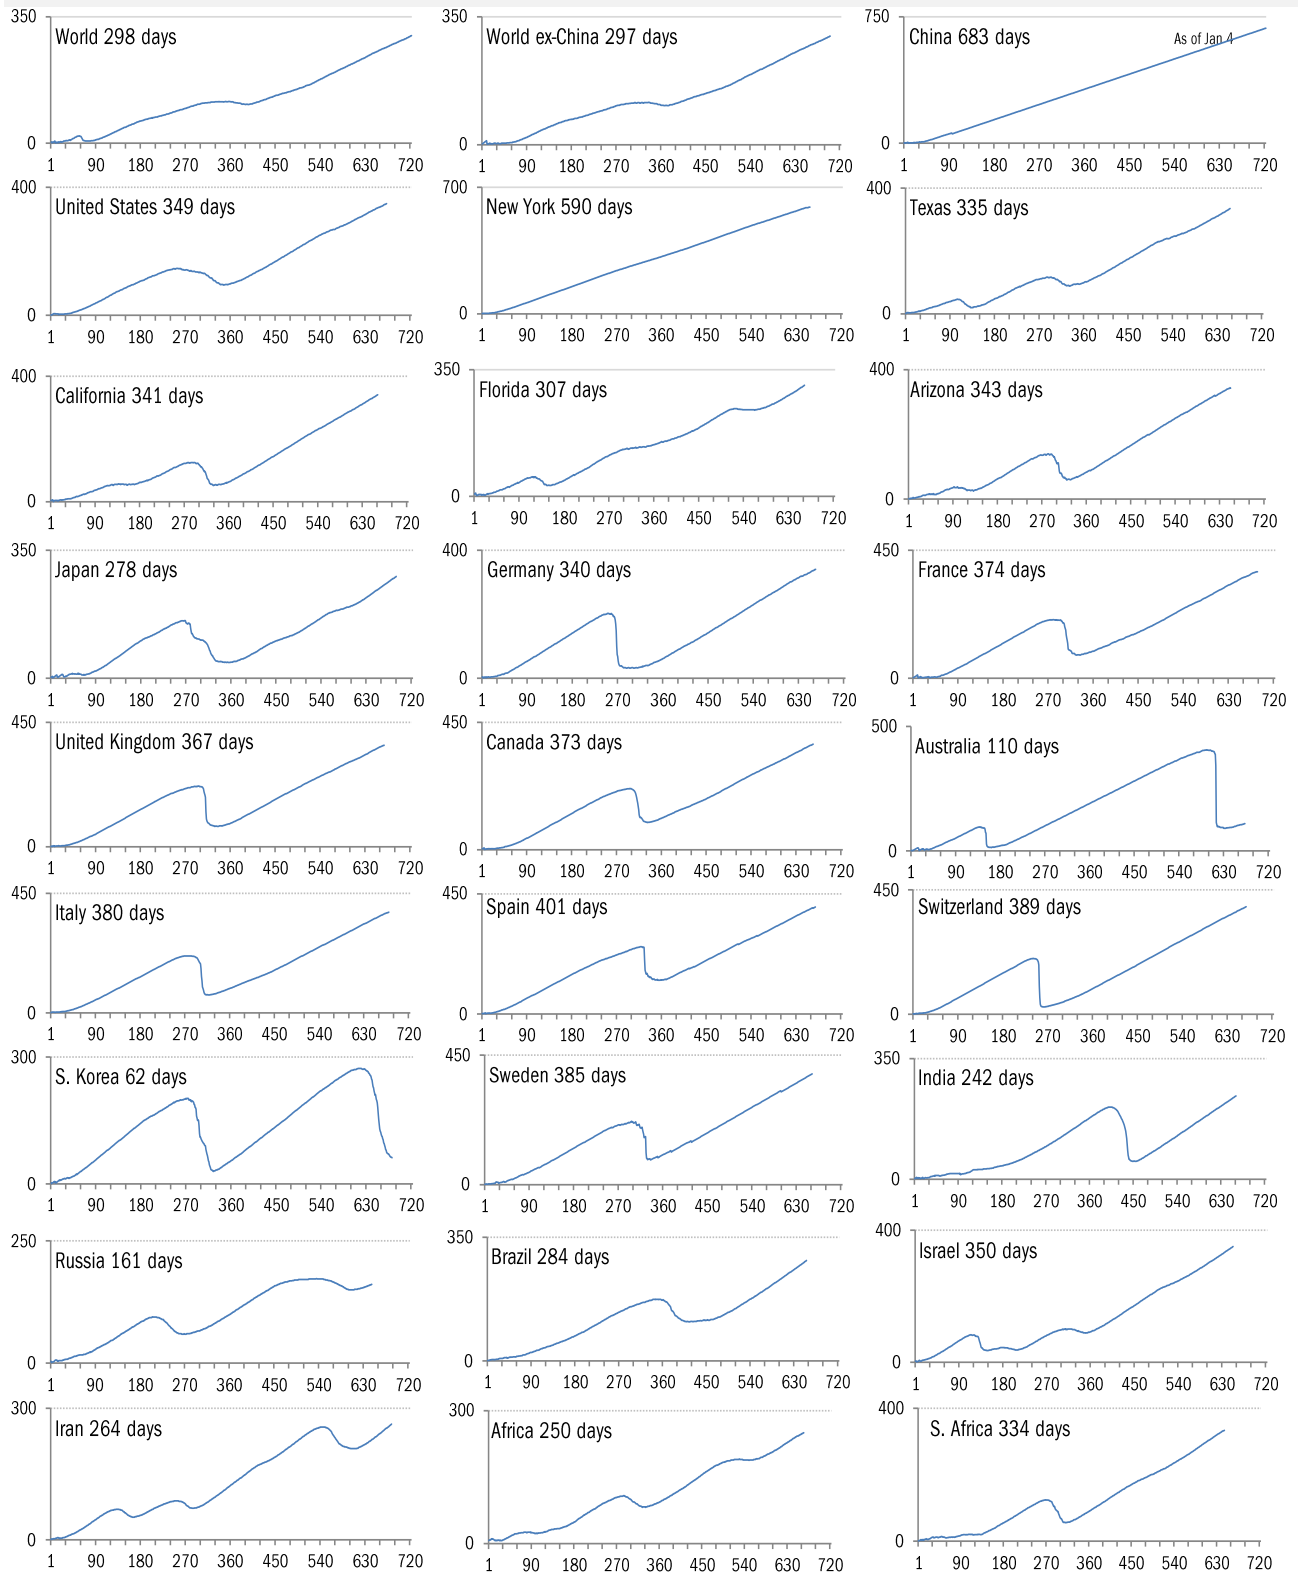 350
World 298 days
0
1 90 180 270 360 450 540 630 720
350
World ex-China 297 days
0
1 90 180 270 360 450 540 630 720
750
China 683 days
As of Jan 4
0
1 90 180 270 360 450 540 630 720
400
United States 349 days
0
1 90 180 270 360 450 540 630 720
700
New York 590 days
0
1 90 180 270 360 450 540 630 720
400
Texas 335 days
0
1 90 180 270 360 450 540 630 720
400
California 341 days
0
1 90 180 270 360 450 540 630 720
350
Florida 307 days
0
1 90 180 270 360 450 540 630 720
400
Arizona 343 days
0
1 90 180 270 360 450 540 630 720
350
Japan 278 days
0
1 90 180 270 360 450 540 630 720
400
Germany 340 days
0
1 90 180 270 360 450 540 630 720
450
France 374 days
0
1 90 180 270 360 450 540 630 720
450
United Kingdom 367 days
0
1 90 180 270 360 450 540 630 720
450
Canada 373 days
0
1 90 180 270 360 450 540 630 720
500
Australia 110 days
0
1 90 180 270 360 450 540 630 720
450
Italy 380 days
0
1 90 180 270 360 450 540 630 720
450
Spain 401 days
0
1 90 180 270 360 450 540 630 720
450
Switzerland 389 days
0
1 90 180 270 360 450 540 630 720
300
S. Korea 62 days
0
1 90 180 270 360 450 540 630 720
450
Sweden 385 days
0
1 90 180 270 360 450 540 630 720
350
India 242 days
0
1 90 180 270 360 450 540 630 720
250
Russia 161 days
0
1 90 180 270 360 450 540 630 720
350
Brazil 284 days
0
1 90 180 270 360 450 540 630 720
400
Israel 350 days
0
1 90 180 270 360 450 540 630 720
300
Iran 264 days
0
1 90 180 270 360 450 540 630 720
300
Africa 250 days
0
1 90 180 270 360 450 540 630 720
400
S. Africa 334 days
0
1 90 180 270 360 450 540 630 720